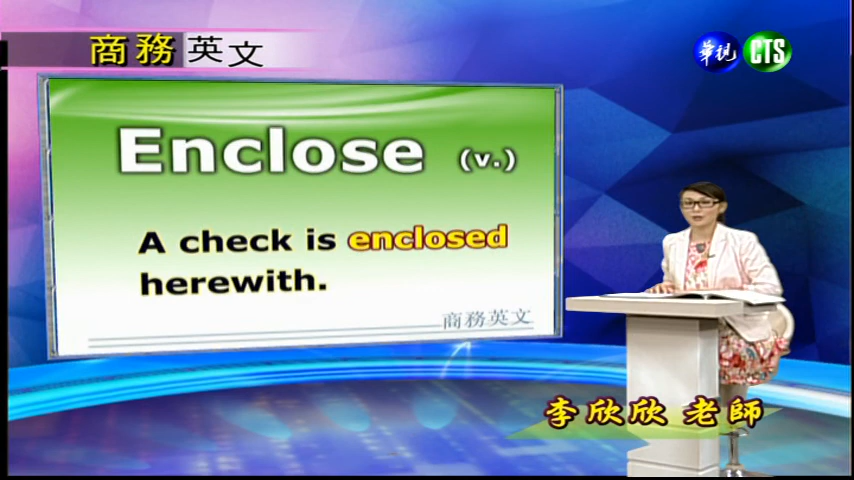 商務英文
華視 CTS
Enclose (v.)
A check is enclosed
herewith.
商務英文
李欣欣 老師